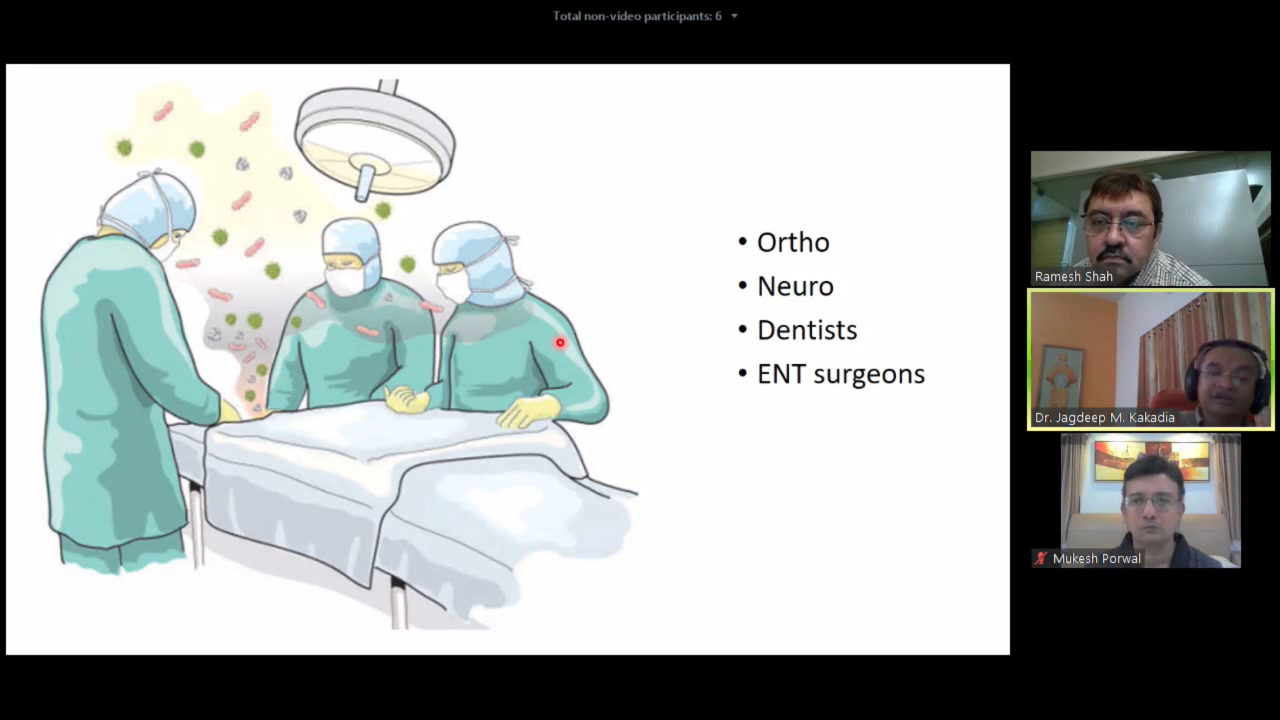 Total non-video participants: 6
• Ortho
• Neuro
• Dentists
• ENT surgeons
Ramesh Shah
Dr. Jagdeep M. Kakadia
Mukesh Porwal